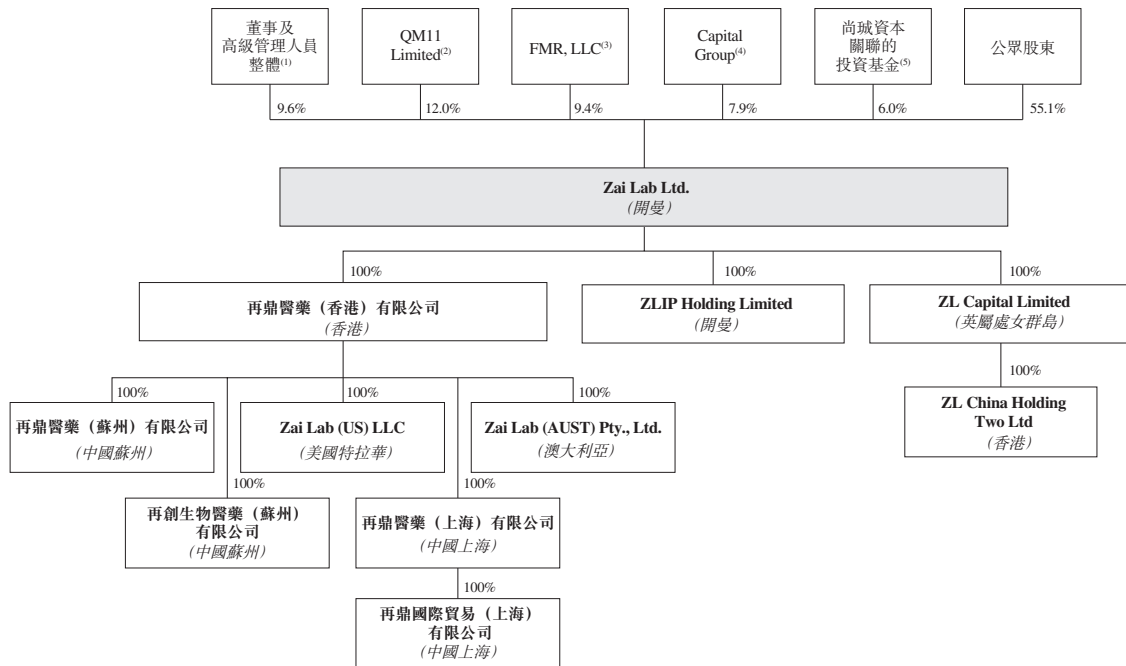 董事及
高級管理人員
整體(1)
QM11
Limited(2)
FMR, LLC(3)
Capital
Group(4)
尚珹資本
關聯的
投資基金(5)
公眾股東
9.6%
12.0%
9.4%
7.9%
6.0%
55.1%
Zai Lab Ltd.
(開曼)
100%
100%
100%
再鼎醫藥（香港）有限公司
(香港)
ZLIP Holding Limited
(開曼)
ZL Capital Limited
(英屬處女群島)
100%
100%
100%
100%
再鼎醫藥（蘇州）有限公司
(中國蘇州)
Zai Lab (US) LLC
(美國特拉華)
Zai Lab (AUST) Pty., Ltd.
(澳大利亞)
ZL China Holding
Two Ltd
(香港)
100%
100%
再創生物醫藥（蘇州）
有限公司
(中國蘇州)
再鼎醫藥（上海）有限公司
(中國上海)
100%
再鼎國際貿易（上海）
有限公司
(中國上海)